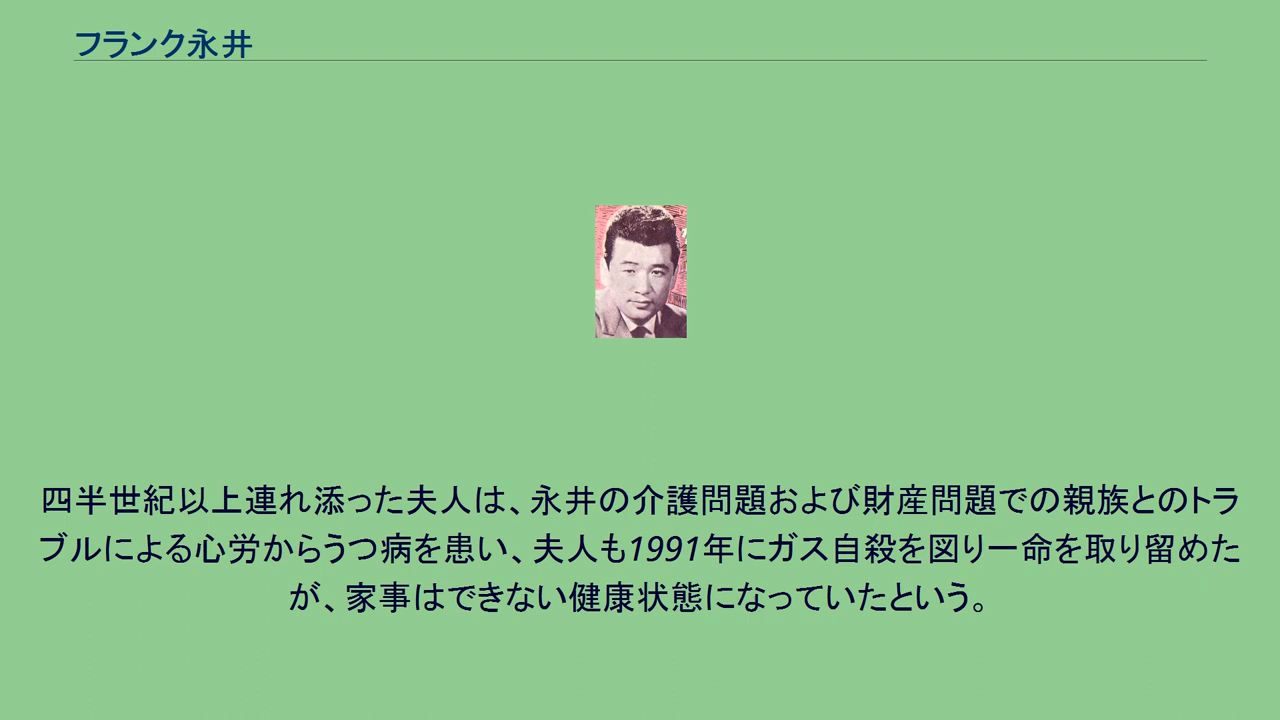 フランク永井
四半世紀以上連れ添った夫人は、永井の介護問題および財産問題での親族とのトラ
ブルによる心労からうつ病を患い、夫人も1991年にガス自殺を図り一命を取り留めた
が、家事はできない健康状態になっていたという。